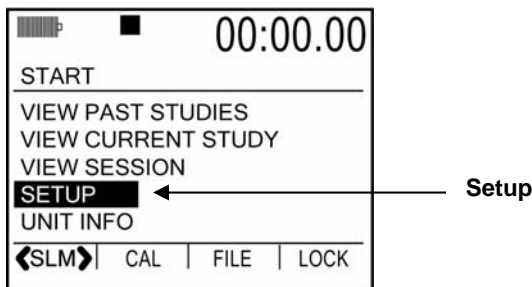 00:00.00
START
VIEW PAST STUDIES
VIEW CURRENT STUDY
VIEW SESSION
SETUP Setup
UNIT INFO
❮SLM❯| CAL | FILE | LOCK